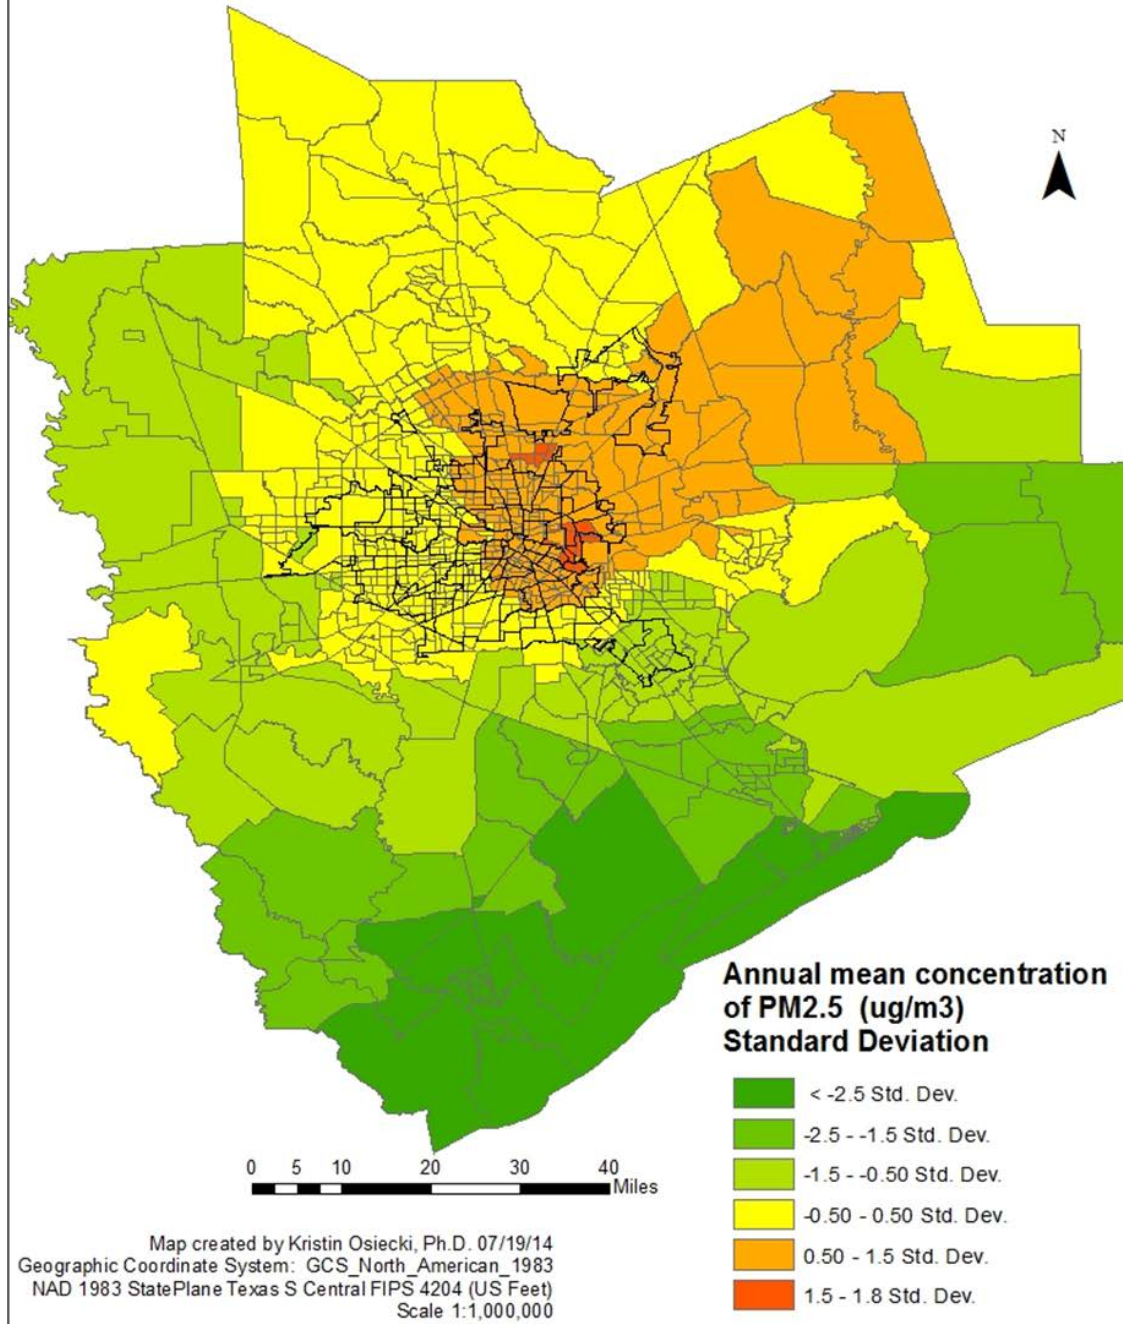 N
Annual mean concentration
of PM2.5 (ug/m3)
Standard Deviation
< -2.5 Std. Dev.
-2.5 - -1.5 Std. Dev.
-1.5 - -0.50 Std. Dev.
-0.50 - 0.50 Std. Dev.
0.50 - 1.5 Std. Dev.
1.5 - 1.8 Std. Dev.
0 5 10 20 30 40
Miles
Map created by Kristin Osiecki, Ph.D. 07/19/14
Geographic Coordinate System: GCS_North_American_1983
NAD 1983 StatePlane Texas S Central FIPS 4204 (US Feet)
Scale 1:1,000,000